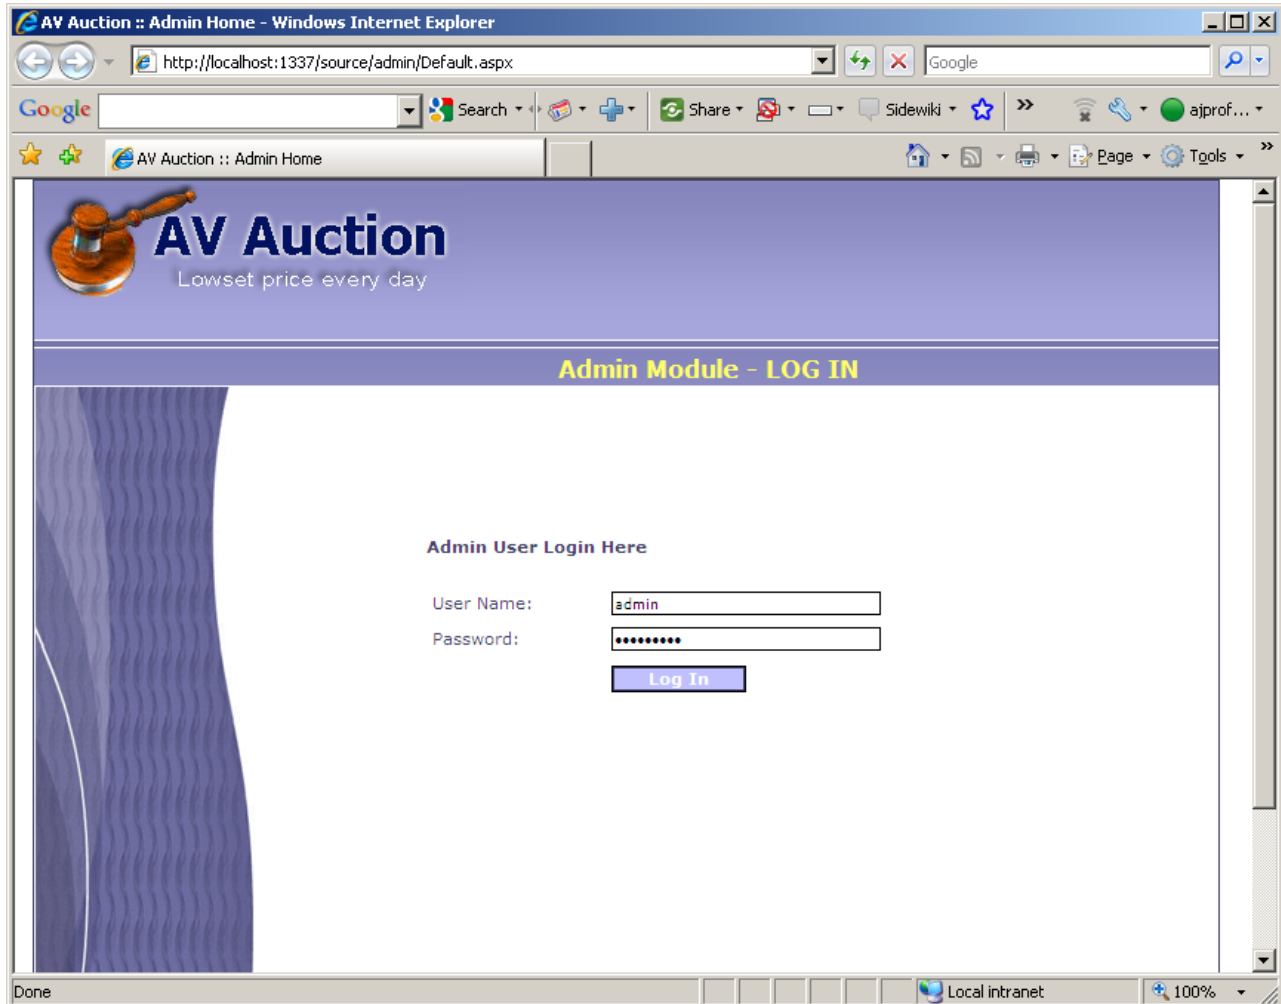 AV Auction :: Admin Home - Windows Internet Explorer
http://localhost:1337/source/admin/Default.aspx
Google
Google
Search
Share
Sidewiki
»
ajprof...
AV Auction :: Admin Home
Page
Tools
»
AV Auction
Lowset price every day
Admin Module - LOG IN
Admin User Login Here
User Name: admin
Password: •••••••••
Log In
Done
Local intranet
100%